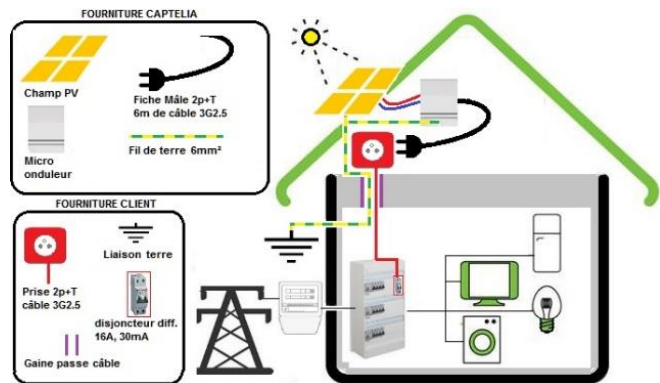 FOURNITURE CAPTELIA
Champ PV
Fiche Mâle 2p+T
6m de câble 3G2.5
Micro
onduleur
Fil de terre 6mm²
FOURNITURE CLIENT
Liaison terre
Prise 2p+T
câble 3G2.5
disjoncteur diff.
16A, 30mA
Gaine passe câble